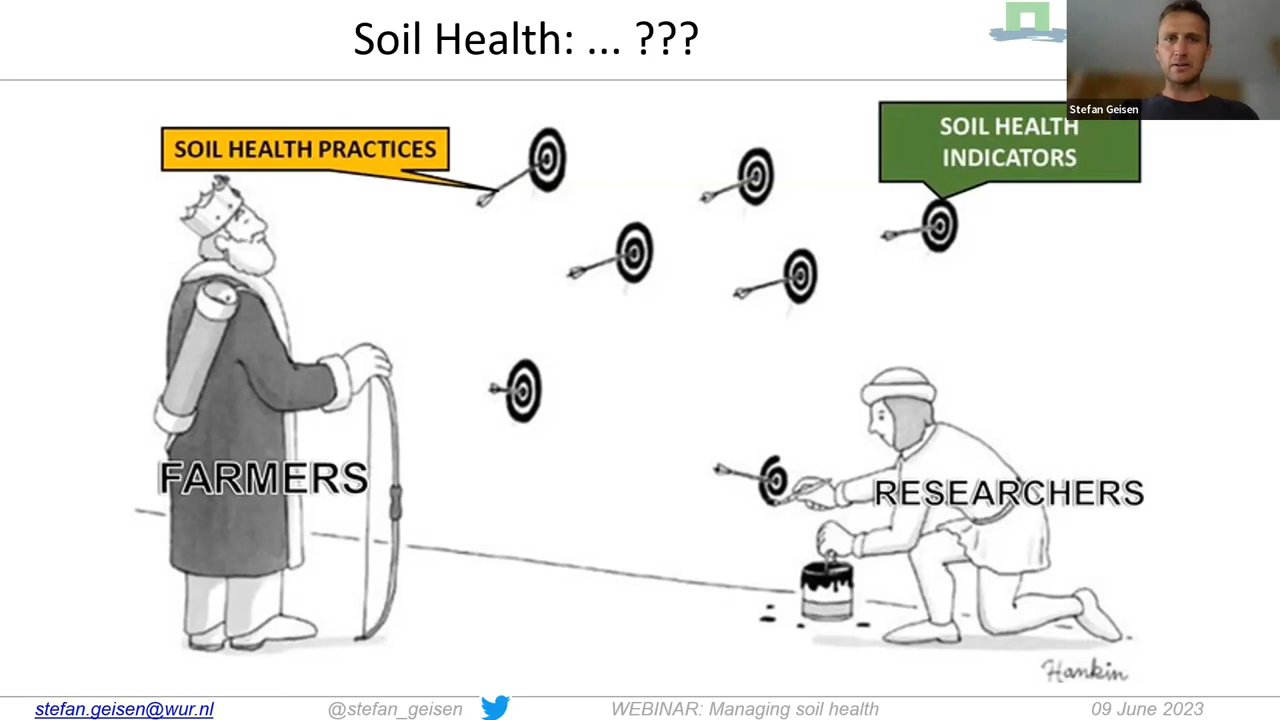 Soil Health: ... ???
Stefan Geisen
SOIL HEALTH PRACTICES
SOIL HEALTH
INDICATORS
FARMERS
RESEARCHERS
Hankin
stefan.geisen@wur.nl
@stefan_geisen
WEBINAR: Managing soil health
09 June 2023